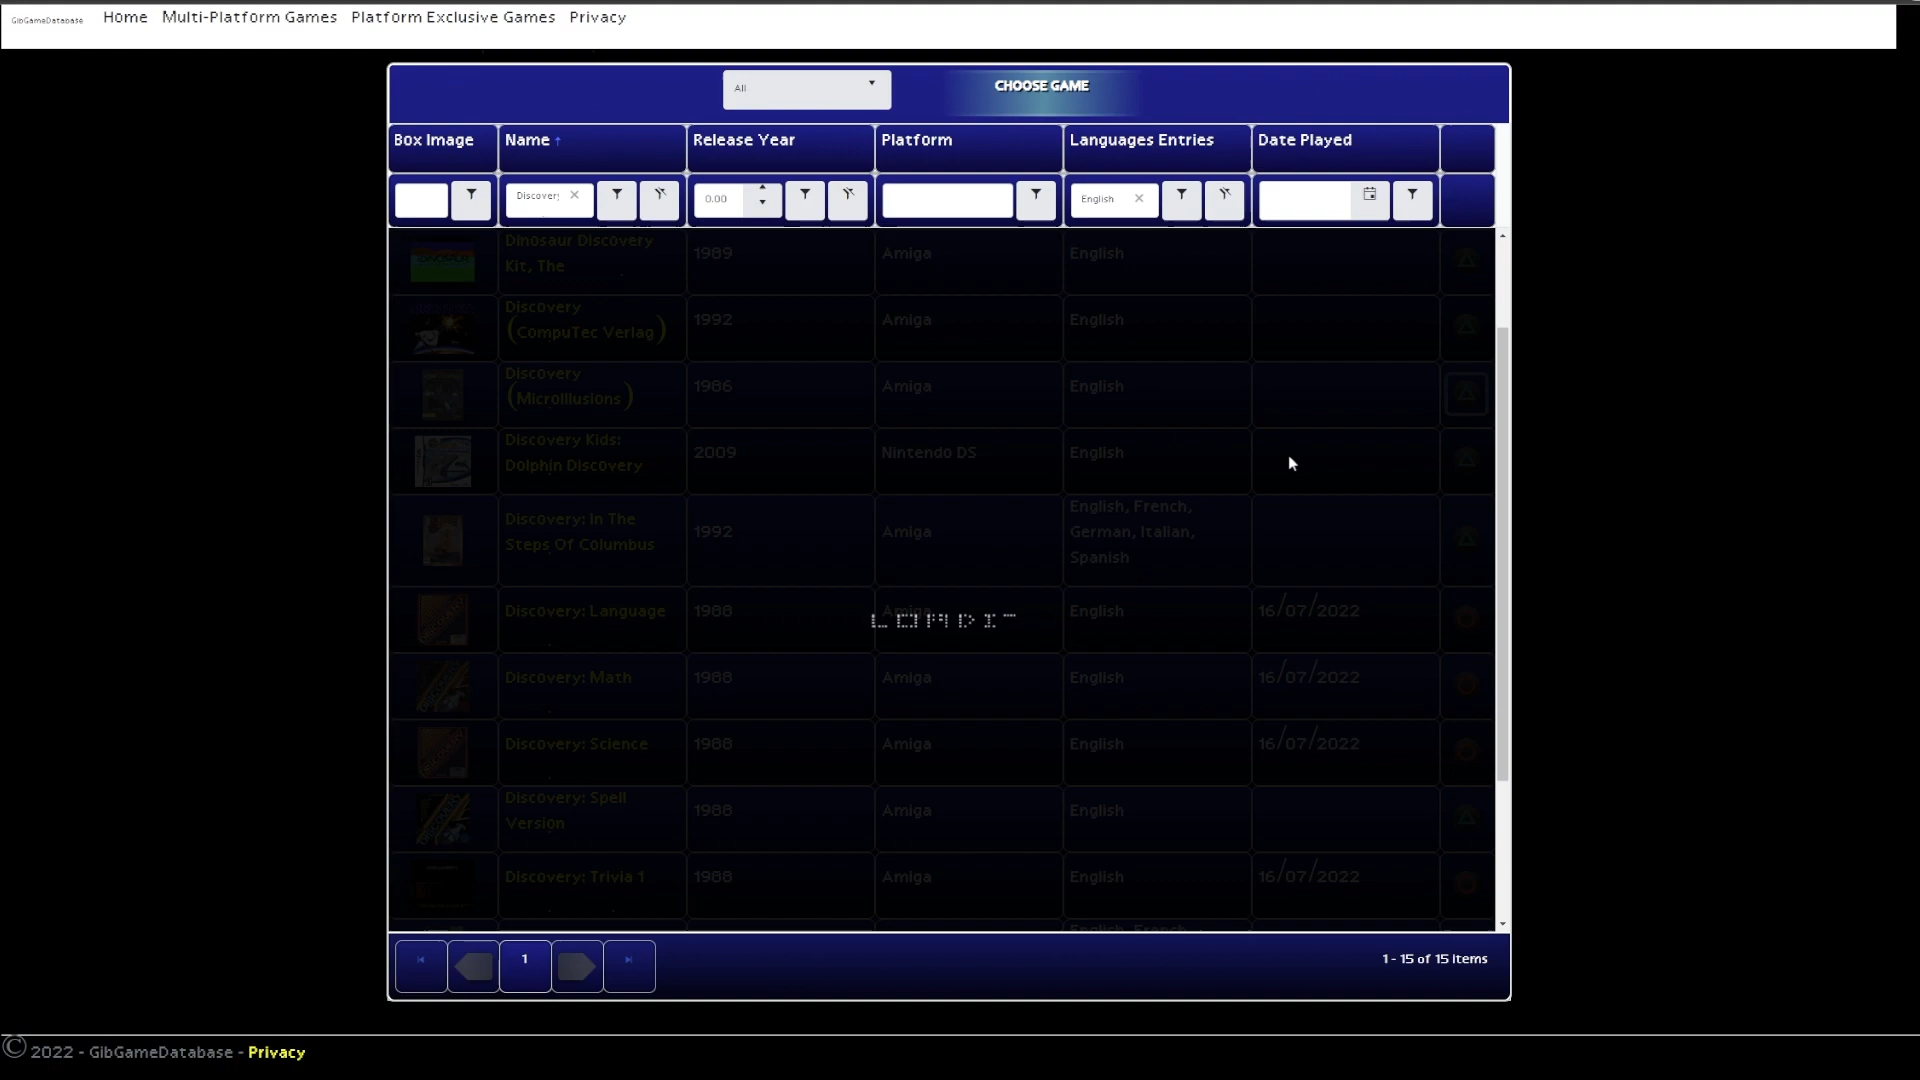 GibGameDatabase Home Multi-Platform Games Platform Exclusive Games Privacy
All CHOOSE GAME
Box Image Name ↑ Release Year Platform Languages Entries Date Played
Discovery 0.00 English
Dinosaur Discovery Kit, The 1989 Amiga English
Discovery (CompuTec Verlag) 1992 Amiga English
Discovery (MicroIllusions) 1986 Amiga English
Discovery Kids: Dolphin Discovery 2009 Nintendo DS English
Discovery: In The Steps Of Columbus 1992 Amiga English, French, German, Italian, Spanish
Discovery: Language 1988 Amiga English 16/07/2022
Discovery: Math 1988 Amiga English 16/07/2022
Discovery: Science 1988 Amiga English 16/07/2022
Discovery: Spell Version 1988 Amiga English
Discovery: Trivia 1 1988 Amiga English 16/07/2022
English, French,
1 1 - 15 of 15 items
© 2022 - GibGameDatabase - Privacy